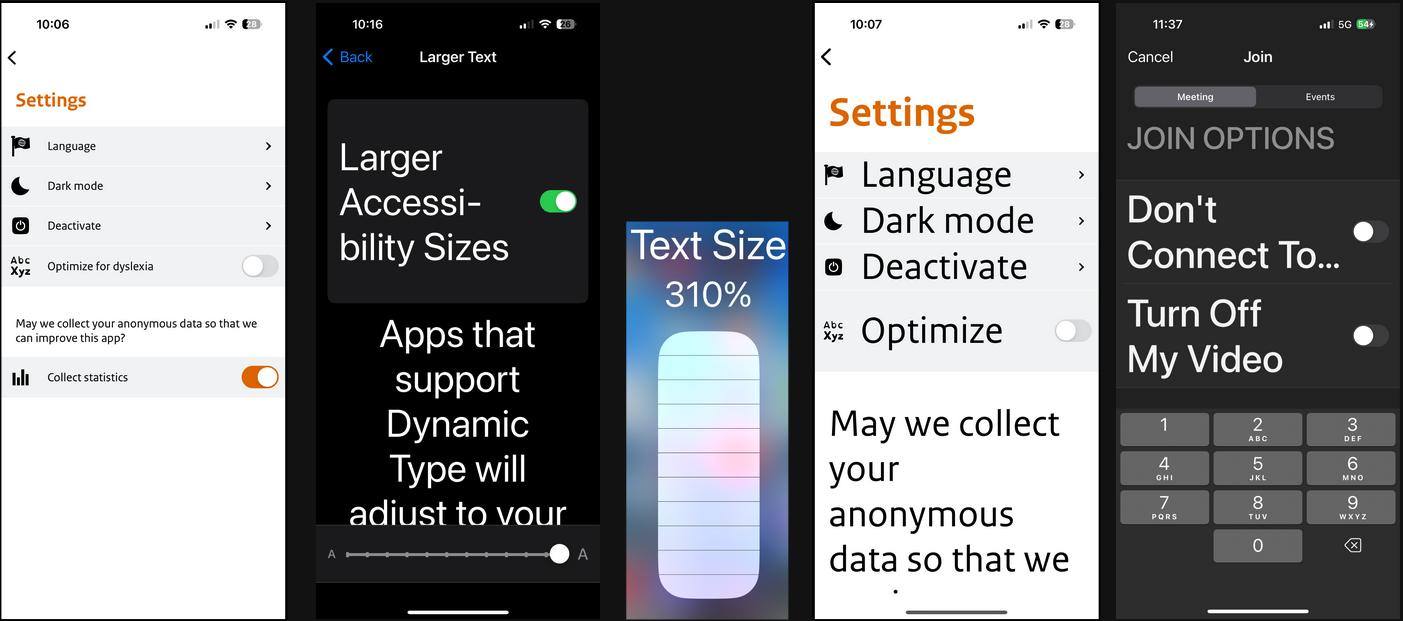 10:06
28
Settings
Language
Dark mode
Deactivate
Abc
Xyz
Optimize for dyslexia
May we collect your anonymous data so that we
can improve this app?
Collect statistics
10:16
26
Back
Larger Text
Larger
Accessi-
bility Sizes
Apps that
support
Dynamic
Type will
adjust to your
A
A
Text Size
310%
10:07
28
Settings
Language
Dark mode
Deactivate
Abc
Xyz
Optimize
May we collect
your
anonymous
data so that we
11:37
5G
54
Cancel
Join
Meeting
Events
JOIN OPTIONS
Don't
Connect To...
Turn Off
My Video
1
2
ABC
3
DEF
4
GHI
5
JKL
6
MNO
7
PQRS
8
TUV
9
WXYZ
0